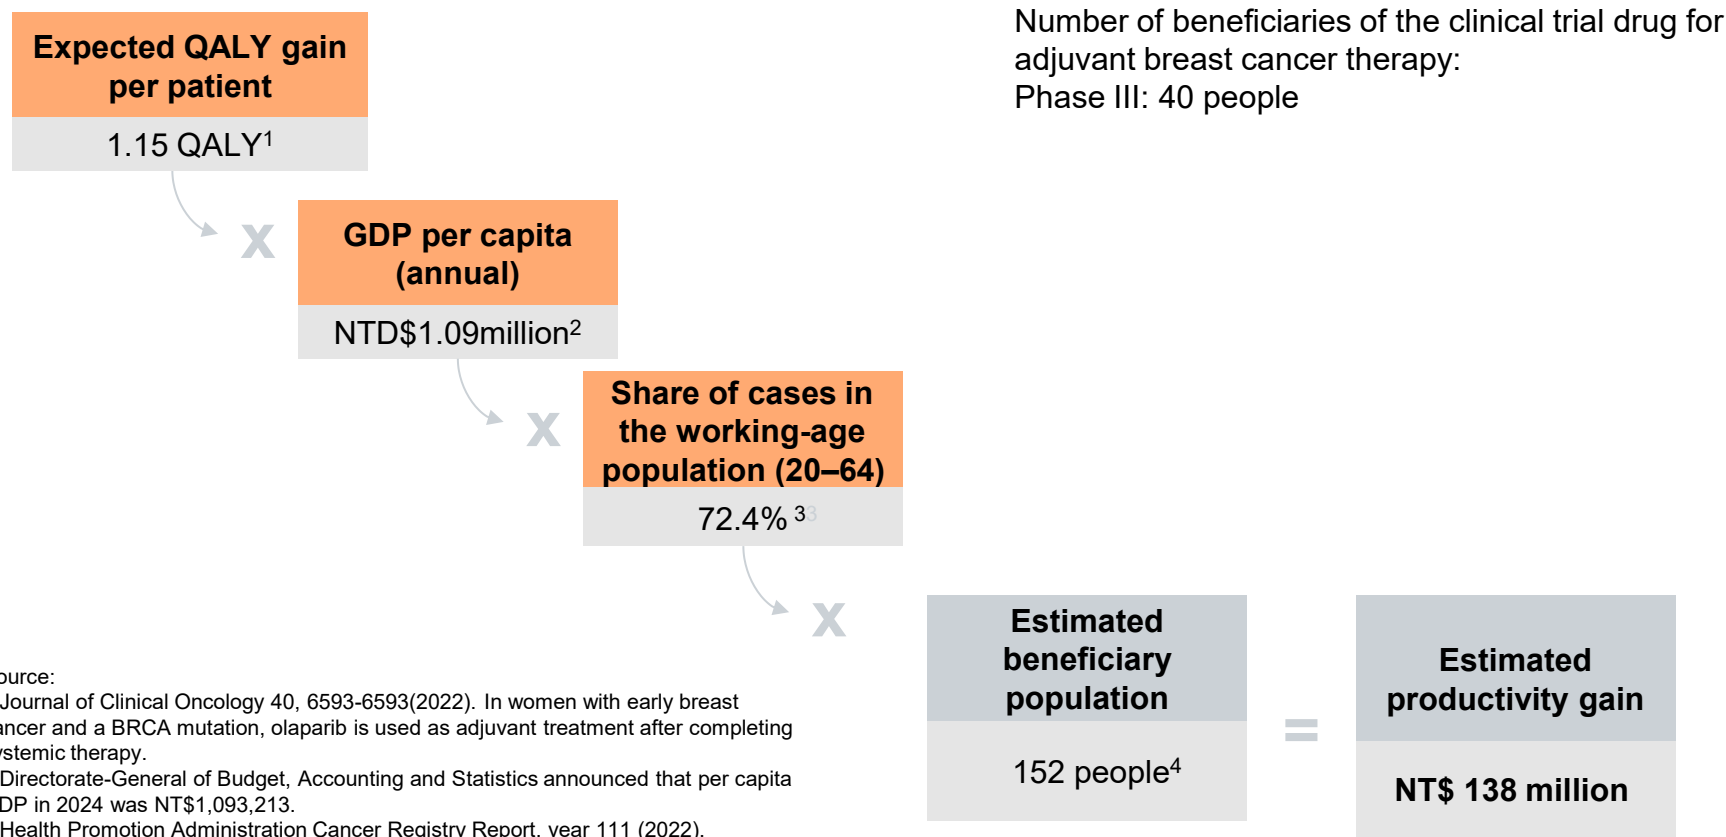 Expected QALY gain
per patient
1.15 QALY¹
Number of beneficiaries of the clinical trial drug for
adjuvant breast cancer therapy:
Phase III: 40 people
x
GDP per capita
(annual)
NTD$1.09million²
x
Share of cases in
the working-age
population (20–64)
72.4% ³3
x
Estimated
beneficiary
population
152 people⁴
=
Estimated
productivity gain
NT$ 138 million
ource:
Journal of Clinical Oncology 40, 6593-6593(2022). In women with early breast
ancer and a BRCA mutation, olaparib is used as adjuvant treatment after completing
ystemic therapy.
Directorate-General of Budget, Accounting and Statistics announced that per capita
DP in 2024 was NT$1,093,213.
Health Promotion Administration Cancer Registry Report, year 111 (2022).